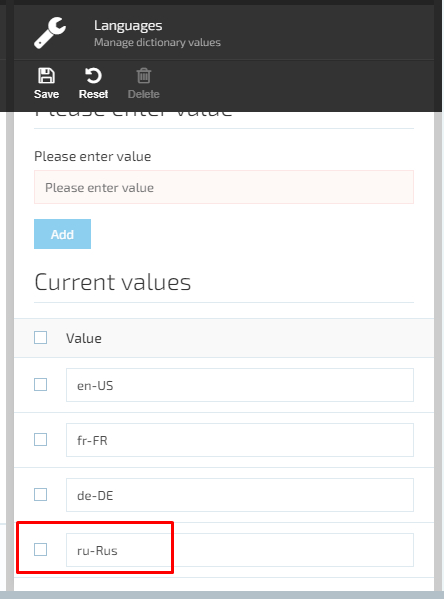 Languages
Manage dictionary values
Save Reset Delete
Please enter value
Please enter value
Please enter value
Add
Current values
Value
en-US
fr-FR
de-DE
ru-Rus